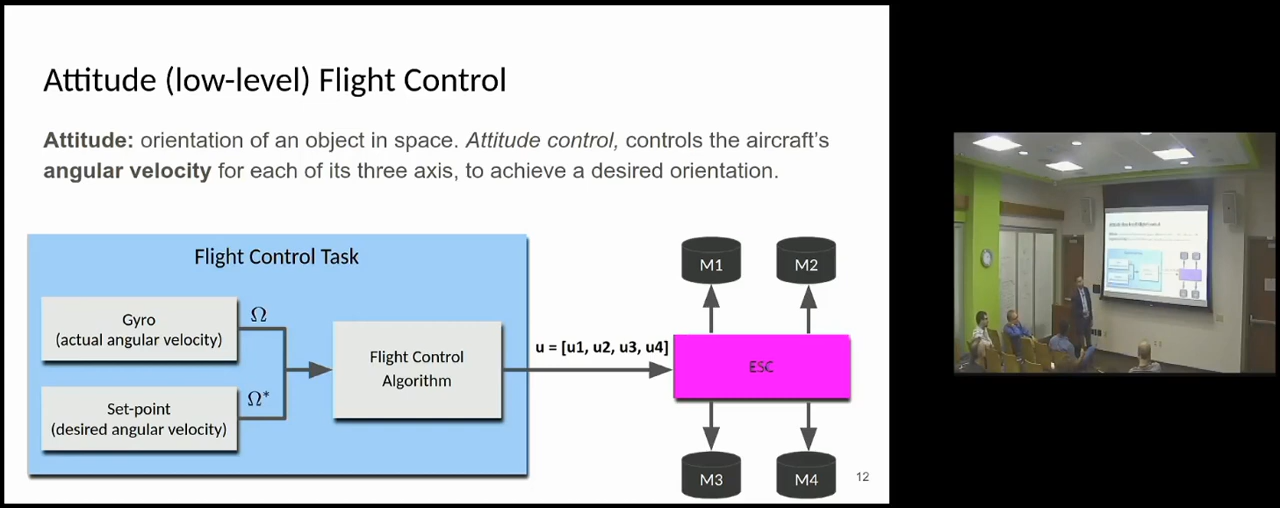 Attitude (low-level) Flight Control
Attitude: orientation of an object in space. Attitude control, controls the aircraft's
angular velocity for each of its three axis, to achieve a desired orientation.
Flight Control Task
Gyro
(actual angular velocity)
Ω
Set-point
(desired angular velocity)
Ω*
Flight Control
Algorithm
u = [u1, u2, u3, u4]
M1
M2
ESC
M3
M4
12